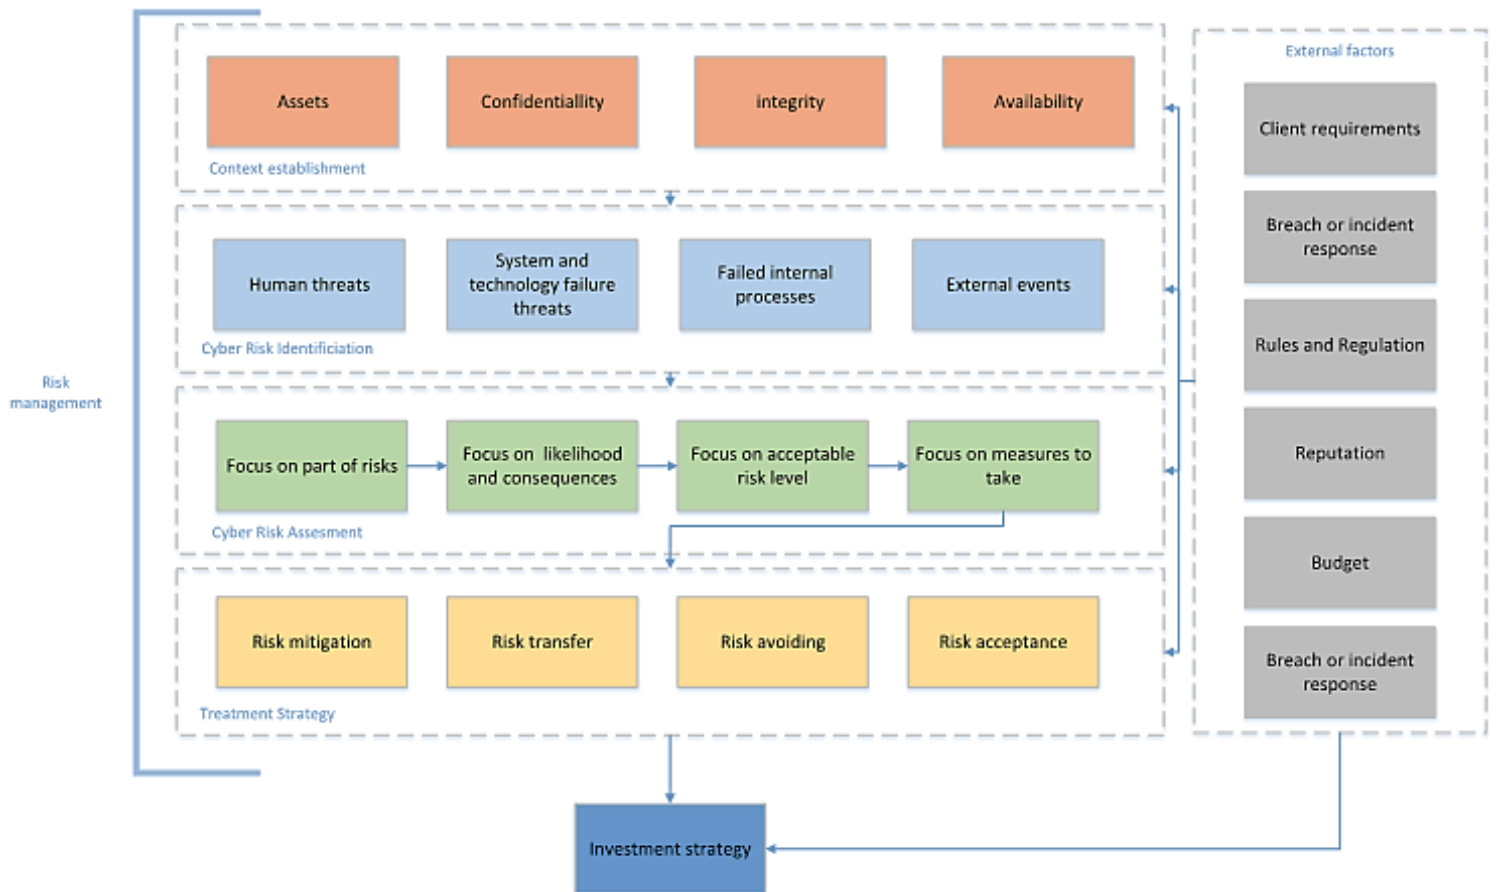 Assets
Confidentiallity
integrity
Availability
Context establishment
Human threats
System and
technology failure
threats
Failed internal
processes
External events
Cyber Risk Identificiation
Risk
management
Focus on part of risks
Focus on likelihood
and consequences
Focus on acceptable
risk level
Focus on measures to
take
Cyber Risk Assesment
Risk mitigation
Risk transfer
Risk avoiding
Risk acceptance
Treatment Strategy
Investment strategy
External factors
Client requirements
Breach or incident
response
Rules and Regulation
Reputation
Budget
Breach or incident
response